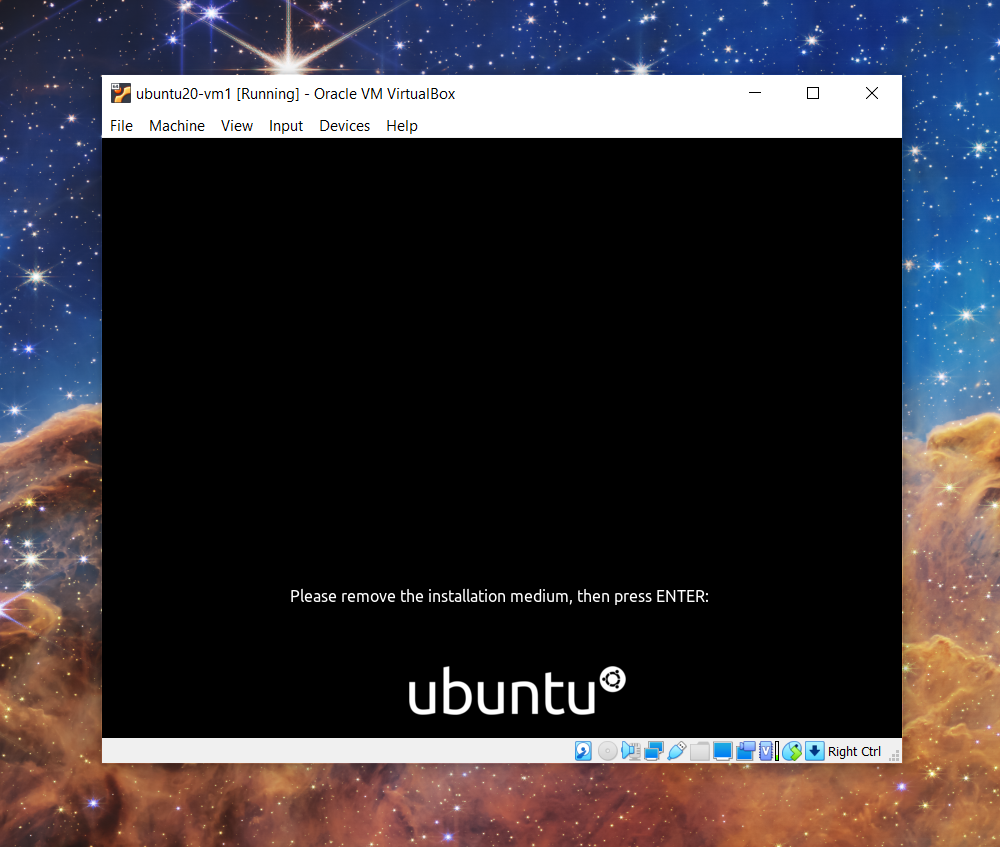 ubuntu20-vm1 [Running] - Oracle VM VirtualBox
File Machine View Input Devices Help
Please remove the installation medium, then press ENTER:
ubuntu
V Right Ctrl